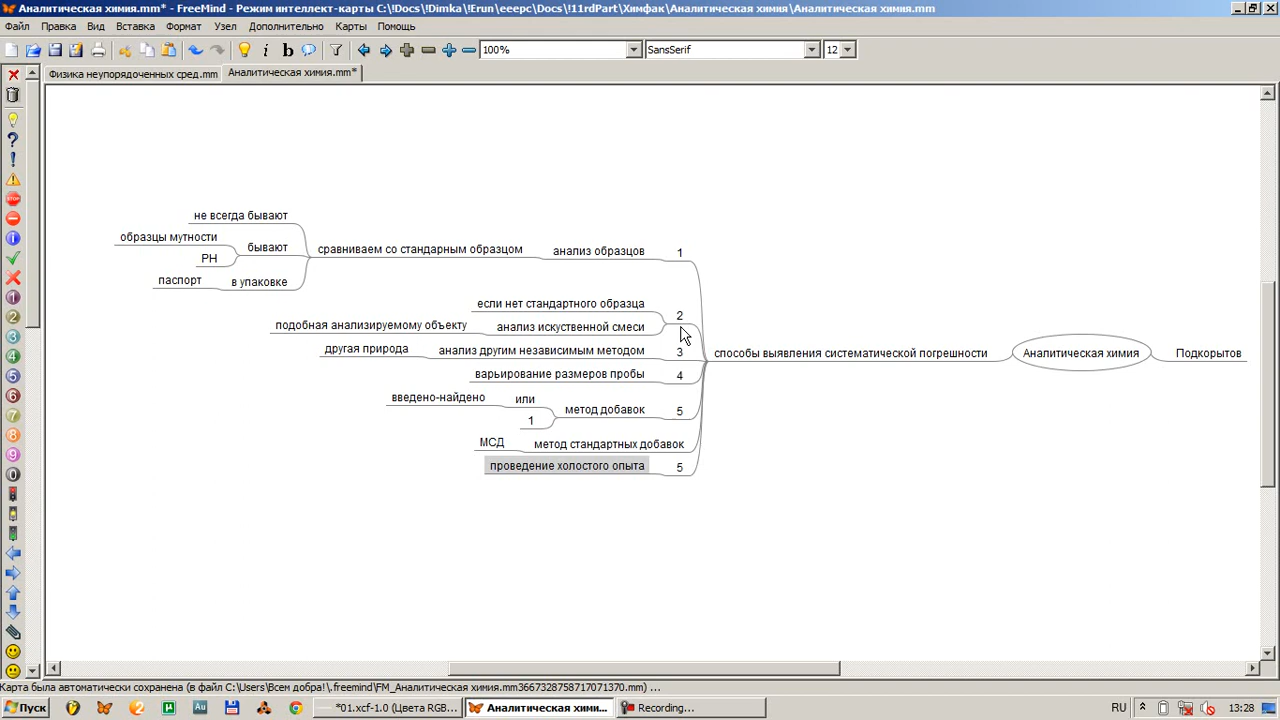 Аналитическая химия.mm* - FreeMind - Режим интеллект-карты C:\!Docs\!Dimka\!Erun\eeepc\Docs\!11rdPart\Химфак\Аналитическая химия\Аналитическая химия.mm
Файл Правка Вид Вставка Формат Узел Дополнительно Карты Помощь
100% SansSerif 12
Физика неупорядоченных сред.mm Аналитическая химия.mm*
не всегда бывают
образцы мутности
бывают
PH
паспорт
в упаковке
сравниваем со стандарным образцом
анализ образцов
1
если нет стандартного образца
2
подобная анализируемому объекту
анализ искуственной смеси
другая природа
анализ другим независимым методом
3
варьирование размеров пробы
4
введено-найдено
или
1
метод добавок
5
МСД
метод стандартных добавок
проведение холостого опыта
5
способы выявления систематической погрешности
Аналитическая химия
Подкорытов
Карта была автоматически сохранена (в файл C:\Users\Всем добра!\.freemind\FM_Аналитическая химия.mm3667328758717071370.mm) ...
Пуск
*01.xcf-1.0 (Цвета RGB...
Аналитическая хими...
Recording...
RU
13:28